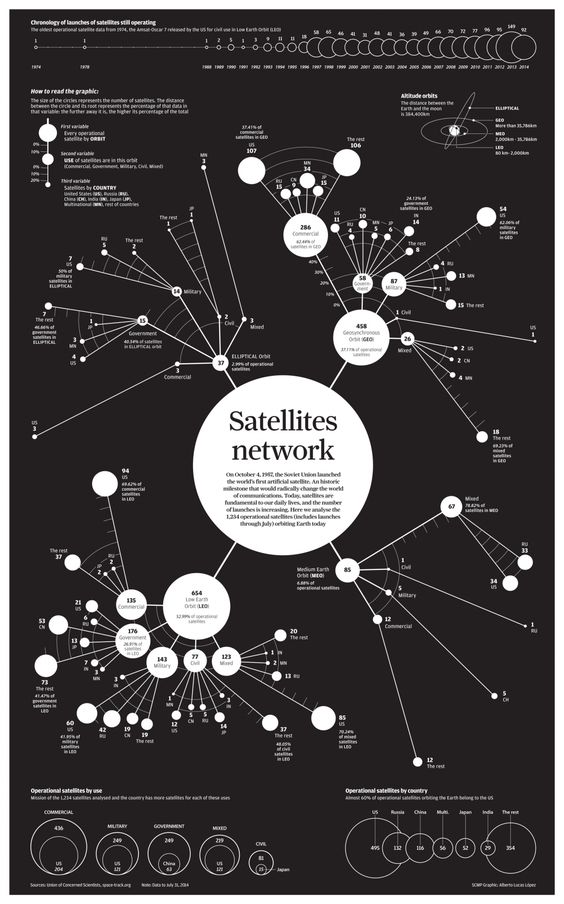 Chronology of launches of satellites still operating
The oldest operational satellite data from 1974, the Amsat-Oscar 7 released by the US for civil use in Low Earth Orbit (LEO)
1 1 1 2 5 1 3 9 11 11 18 58 65 46
1974 1978 1988 1989 1990 1992 1993 1994 1995 1996 1997 1998 1999 2000 2001 2002 2003 2004 2005 2006 2007 2008 2009 2010 2011 2012 2013 2014
How to read the graphic:
The size of the circles represents the number of satellites. The distance
between the circle and its root represents the percentage of that data in
that variable: the further away it is, the higher its percentage of the total
First variable
Every operational
satellite by ORBIT
0%
10%
Second variable
USE of satellites in this orbit
(Commercial, Government, Military, Civil, Mixed)
0%
10%
20%
Third variable
Satellites by COUNTRY
United States (US), Russia (RU),
China (CH), India (IN), Japan (JP),
Multinational (MN), rest of countries
Altitude orbits
The distance between the
Earth and the moon
is 384,400km
ELLIPTICAL
GEO
More than 35,786km
MEO
2,000km - 35,786km
LEO
80 km- 2,000km
37.41% of
commercial
satellites in GEO
US
107
The rest
106
MN
34
RU
15
CN
9
JP
15
286
Commercial
62.44% of
satellites in GEO
40%
30%
20%
10%
0%
24.13% of
government
satellites in GEO
US
11
RU
4
CN
10
MN
5
JP
6
IN
14
The rest
8
58
Govern-
ment
87
Military
54
US
62.06% of
military
satellites
in GEO
4 RU
13 MN
1 IN
15 The rest
458
Geosynchronous
Orbit (GEO)
37.11% of operational
satellites
1 Civil
US
1
26
Mixed
2 US
2 CN
4 MN
18
The rest
69.23% of
mixed
satellites
in GEO
MN
3
JP
1
The rest
1
RU
5
The rest
2
7
US
50% of
military
satellites in
ELLIPTICAL
14
Military
7
The rest
46.66% of
government
satellites in
ELLIPTICAL
JP
1
3
MN
4
US
15
Government
40.54% of satellites
in ELLIPTICAL orbit
2
Civil
3
Mixed
37
ELLIPTICAL Orbit
2.99% of operational
satellites
3
Commercial
US
3
Satellites
network
On October 4, 1957, the Soviet Union launched
the world's first artificial satellite. An historic
milestone that would radically change the world
of communications. Today, satellites are
fundamental to our daily lives, and the number
of launches is increasing. Here we analyse the
1,234 operational satellites (includes launches
through July) orbiting Earth today
94
US
69.62% of
commercial
satellites
in LEO
The rest
37
RU
2
JP
2
135
Commercial
654
Low Earth
Orbit (LEO)
52.99% of operational
satellites
21
US
53
CN
6
RU
13
JP
7
IN
3
MN
176
Government
26.91% of
satellites
in LEO
73
The rest
41.47% of
government
satellites in
LEO
143
Military
3
IN
60
US
41.95% of
military
satellites
in LEO
42
RU
19
CN
19
The rest
77
Civil
1
MN
12
US
5
CN
5
RU
14
JP
3
IN
37
The rest
48.05%
of civil
satellites
in LEO
123
Mixed
20
The rest
1 IN
2 MN
13 RU
85
US
70.24%
of mixed
satellites
in LEO
Medium Earth
Orbit (MEO)
6.88% of
operational satellites
85
Mixed
67
78.82% of
satellites in MEO
RU
33
34
US
1
Civil
5
Military
12
Commercial
1
RU
5
CH
12
The rest
Operational satellites by use
Mission of the 1,234 satellites analysed and the country has more satellites for each of these uses
COMMERCIAL
436
US
204
MILITARY
249
US
121
GOVERNMENT
249
China
63
MIXED
219
US
121
CIVIL
81
15
Japan
Operational satellites by country
Almost 60% of operational satellites orbiting the Earth belong to the US
US Russia China Multi. Japan India The rest
495 132 116 56 52 29 354
Sources: Union of Concerned Scientists, space-track.org Note: Data to July 31, 2014
SCMP Graphic: Alberto Lucas López